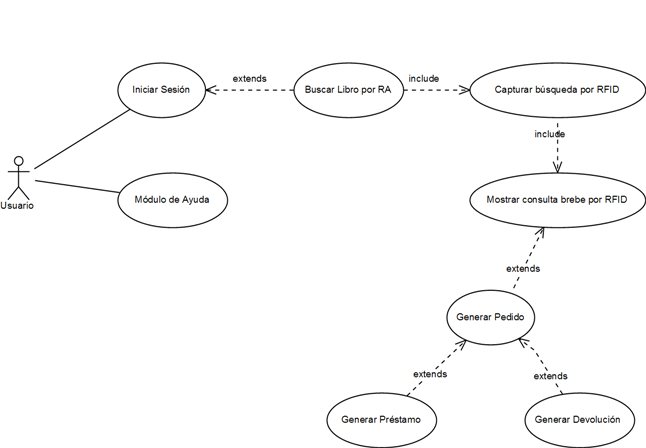 extends
include
Iniciar Sesión
Buscar Libro por RA
Capturar búsqueda por RFID
include
Usuario
Módulo de Ayuda
Mostrar consulta brebe por RFID
extends
Generar Pedido
extends
extends
Generar Préstamo
Generar Devolución